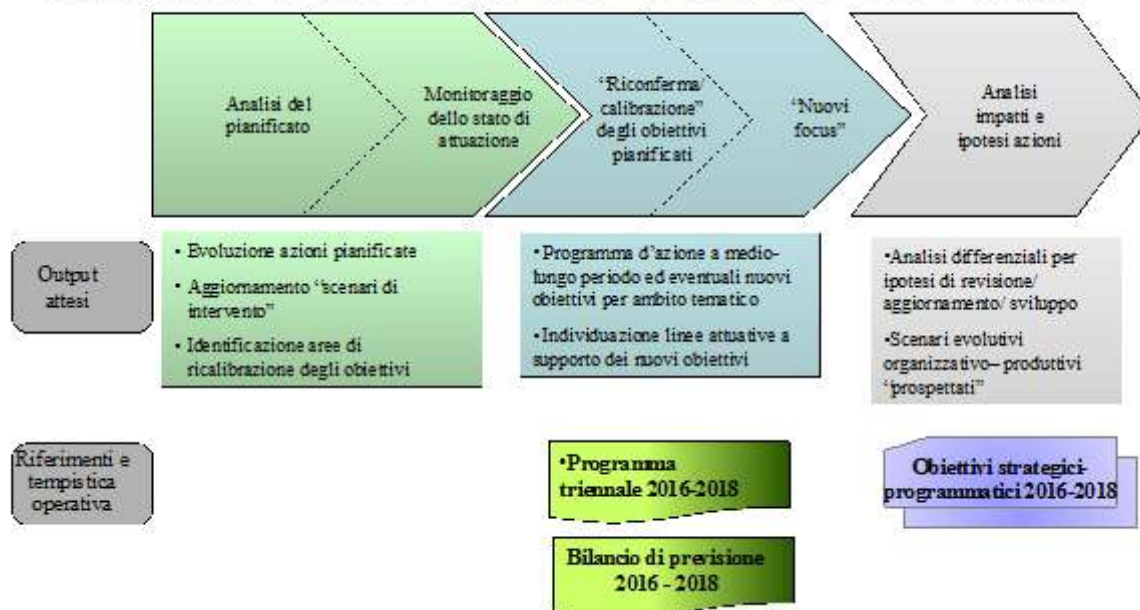 Analisi del
pianificato
Monitoraggio
dello stato di
attuazione
“Riconferma/
calibrazione”
degli obiettivi
pianificati
“Nuovi
focus”
Analisi
impatti e
ipotesi azioni
Output
attesi
• Evoluzione azioni pianificate
• Aggiornamento “scenari di
intervento”
• Identificazione aree di
ricalibrazione degli obiettivi
•Programma d’azione a medio-
lungo periodo ed eventuali nuovi
obiettivi per ambito tematico
•Individuazione linee attuative a
supporto dei nuovi obiettivi
•Analisi differenziali per
ipotesi di revisione/
aggiornamento/ sviluppo
•Scenari evolutivi
organizzativo– produttivi
“prospettati”
Riferimenti e
tempistica
operativa
•Programma
triennale 2016-2018
Bilancio di previsione
2016 - 2018
Obiettivi strategici-
programmatici 2016-2018